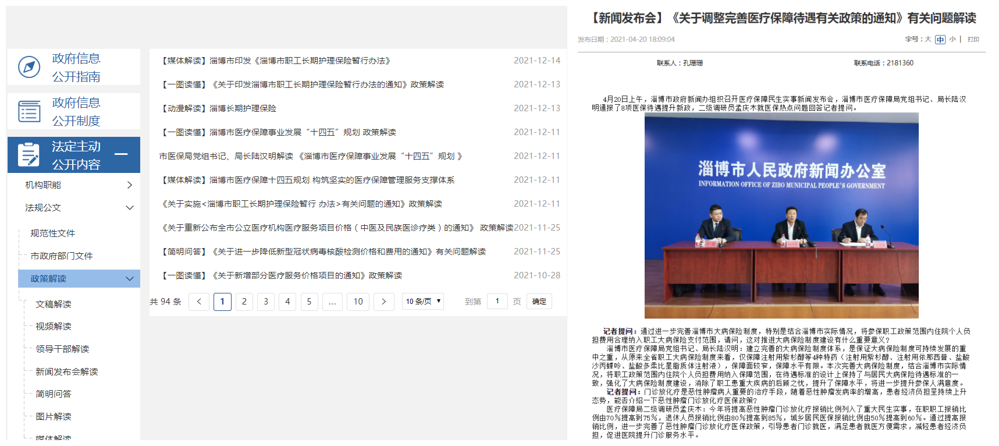 政府信息
公开指南
政府信息
公开制度
法定主动
公开内容
机构职能
法规公文
规范性文件
市政府部门文件
政策解读
文稿解读
视频解读
领导干部解读
新闻发布会解读
简明问答
图片解读
媒体解读
【媒体解读】淄博市印发《淄博市职工长期护理保险暂行办法》 2021-12-14
【一图读懂】《关于印发淄博市职工长期护理保险暂行办法的通知》政策解读 2021-12-13
【动漫解读】淄博长期护理保险 2021-12-13
【一图读懂】淄博市医疗保障事业发展“十四五”规划 政策解读 2021-12-11
市医保局党组书记、局长陆汉明解读 《淄博市医疗保障事业发展“十四五”规划 》 2021-12-11
【媒体解读】淄博市医疗保障十四五规划 构筑坚实的医疗保障管理服务支撑体系 2021-12-11
《关于实施<淄博市职工长期护理保险暂行 办法>有关问题的通知》政策解读 2021-12-11
《关于重新公布全市公立医疗机构医疗服务项目价格（中医及民族医诊疗类）的通知》 政策解读 2021-11-25
【简明问答】《关于进一步降低新型冠状病毒核酸检测价格和费用的通知》有关问题解读 2021-11-25
【一图读懂】《关于新增部分医疗服务价格项目的通知》政策解读 2021-10-28
共 94 条 < 1 2 3 4 5 ... 10 > 10 条/页 到第 1 页 确定
【新闻发布会】《关于调整完善医疗保障待遇有关政策的通知》有关问题解读
发布日期：2021-04-20 18:09:04 字号：大 中 小 | 打印
联系人：孔珊珊 联系电话：2181360
4月20日上午，淄博市政府新闻办组织召开医疗保障民生实事新闻发布会，淄博市医疗保障局党组书记、局长陆汉
明通报了8项医保待遇提升新政，二级调研员孟庆木就医保热点问题回答记者提问。
淄博市人民政府新闻办公室
INFORMATION OFFICE OF ZIBO MUNICIPAL PEOPLE'S GOVERNMENT
记者提问：通过进一步完善淄博市大病保险制度，特别是结合淄博市实际情况，将参保职工政策范围内住院个人负
担费用合理纳入职工大病保险支付范围，请问，这对推进大病保险制度建设有什么重要意义？
淄博市医疗保障局党组书记、局长陆汉明：建立完善的大病保险制度体系，是保证大病保险制度可持续发展的重
中之重，从原来全省职工大病保险制度来看，仅保障注射用紫杉醇等4种特药（注射用紫杉醇、注射用依那西普、盐酸
沙丙蝶呤、盐酸多柔比星脂质体注射液），保障面较窄，保障水平有限。本次完善大病保险制度，结合淄博市实际情
况，将职工政策范围内住院个人负担费用纳入保障范围，在待遇标准的设计上保持了与居民大病保险待遇标准的一
致，强化了大病保险制度建设，消除了职工患重大疾病的后顾之忧，提升了保障水平，将进一步提升参保人满意度。
记者提问：门诊放化疗是恶性肿瘤病人重要的治疗手段，随着恶性肿瘤发病率的增高，患者经济负担呈持续上升
态势，能否介绍一下恶性肿瘤门诊放化疗医保政策？
医疗保障局二级调研员孟庆木：今年将提高恶性肿瘤门诊放化疗报销比例列入了重大民生实事，在职职工报销比
例由70%提高到75%，退休人员报销比例由80%提高到85%，城乡居民医保报销比例由50%提高到60%。通过提高报
销比例，进一步完善了恶性肿瘤门诊放化疗医保政策，引导患者门诊就医，满足患者就医方便需求，减轻患者经济负
担，促进医院提升门诊服务水平。